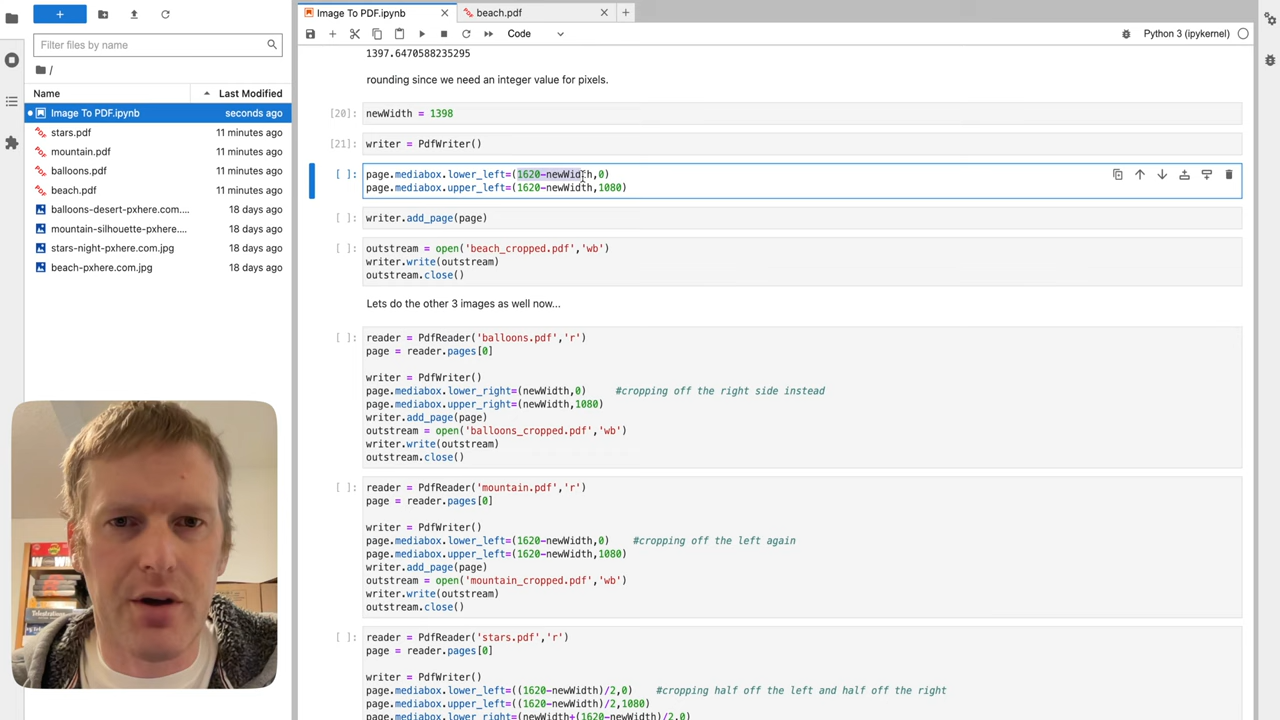 Image To PDF.ipynb
beach.pdf
Filter files by name
Code
Python 3 (ipykernel)
/
Name
Last Modified
Image To PDF.ipynb
seconds ago
stars.pdf
11 minutes ago
mountain.pdf
11 minutes ago
balloons.pdf
11 minutes ago
beach.pdf
11 minutes ago
balloons-desert-pxhere.com....
18 days ago
mountain-silhouette-pxhere....
18 days ago
stars-night-pxhere.com.jpg
18 days ago
beach-pxhere.com.jpg
18 days ago
1397.6470588235295
rounding since we need an integer value for pixels.
[20]: newWidth = 1398
[21]: writer = PdfWriter()
[ ]: page.mediabox.lower_left=(1620-newWidth,0)
page.mediabox.upper_left=(1620-newWidth,1080)
[ ]: writer.add_page(page)
[ ]: outstream = open('beach_cropped.pdf','wb')
writer.write(outstream)
outstream.close()
Lets do the other 3 images as well now...
[ ]: reader = PdfReader('balloons.pdf','r')
page = reader.pages[0]
writer = PdfWriter()
page.mediabox.lower_right=(newWidth,0) #cropping off the right side instead
page.mediabox.upper_right=(newWidth,1080)
writer.add_page(page)
outstream = open('balloons_cropped.pdf','wb')
writer.write(outstream)
outstream.close()
[ ]: reader = PdfReader('mountain.pdf','r')
page = reader.pages[0]
writer = PdfWriter()
page.mediabox.lower_left=(1620-newWidth,0) #cropping off the left again
page.mediabox.upper_left=(1620-newWidth,1080)
writer.add_page(page)
outstream = open('mountain_cropped.pdf','wb')
writer.write(outstream)
outstream.close()
[ ]: reader = PdfReader('stars.pdf','r')
page = reader.pages[0]
writer = PdfWriter()
page.mediabox.lower_left=((1620-newWidth)/2,0) #cropping half off the left and half off the right
page.mediabox.upper_left=((1620-newWidth)/2,1080)
page.mediabox.lower_right=(newWidth+(1620-newWidth)/2,0)